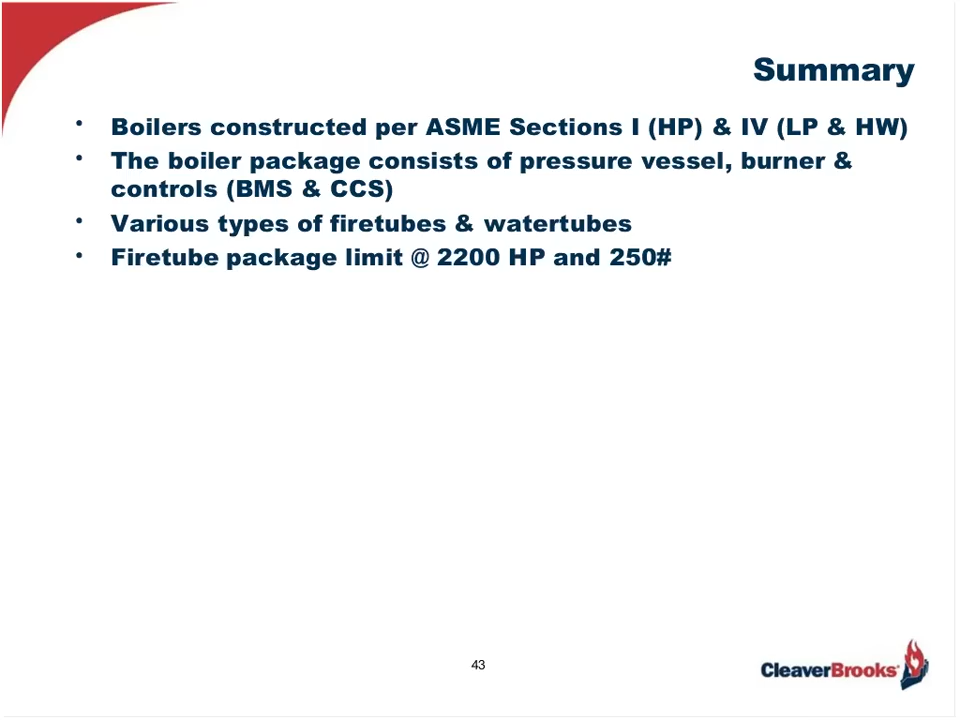 Summary
• Boilers constructed per ASME Sections I (HP) & IV (LP & HW)
• The boiler package consists of pressure vessel, burner &
controls (BMS & CCS)
• Various types of firetubes & watertubes
• Firetube package limit @ 2200 HP and 250#
43
CleaverBrooks